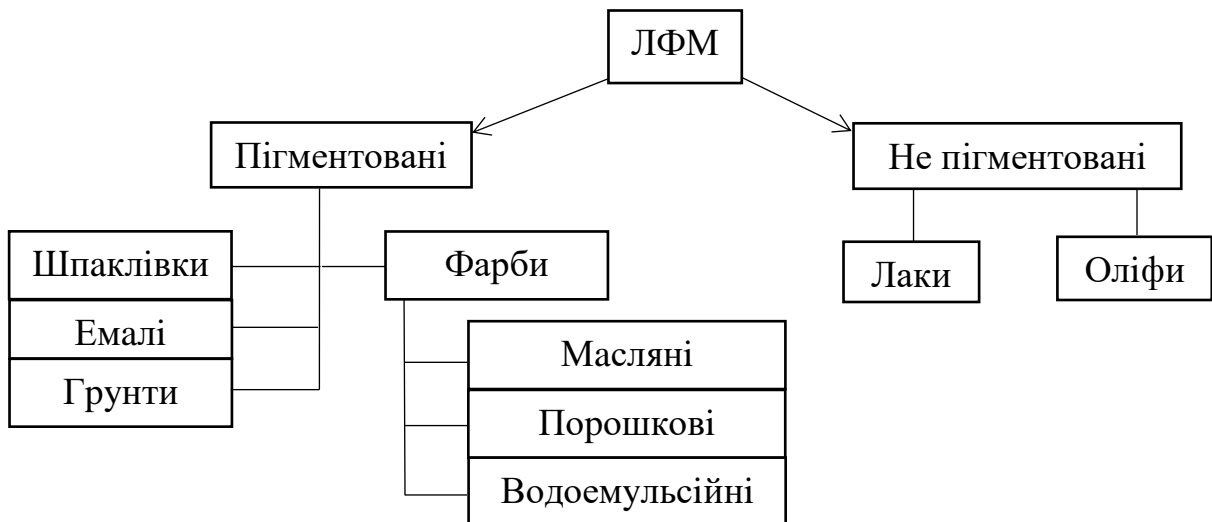 ЛФМ
Пігментовані
Не пігментовані
Шпаклівки
Фарби
Лаки
Оліфи
Емалі
Грунти
Масляні
Порошкові
Водоемульсійні